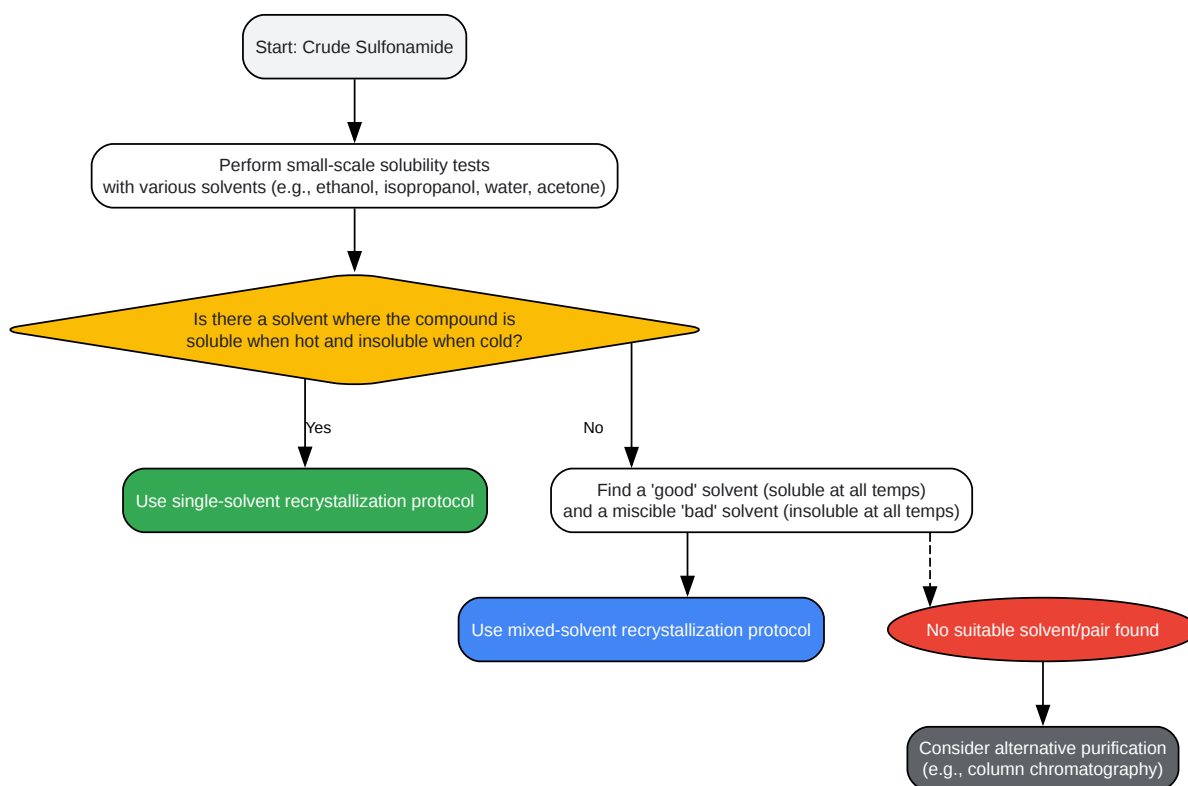 Start: Crude Sulfonamide
Perform small-scale solubility tests
with various solvents (e.g., ethanol, isopropanol, water, acetone)
Is there a solvent where the compound is
soluble when hot and insoluble when cold?
Yes
No
Use single-solvent recrystallization protocol
Find a 'good' solvent (soluble at all temps)
and a miscible 'bad' solvent (insoluble at all temps)
Use mixed-solvent recrystallization protocol
No suitable solvent/pair found
Consider alternative purification
(e.g., column chromatography)